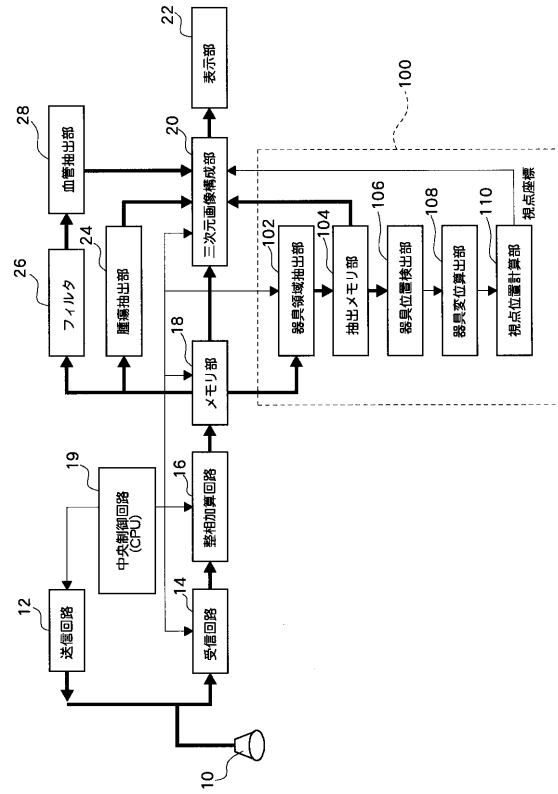 10
12
送信回路
14
受信回路
19
中央制御回路
(CPU)
16
整相加算回路
18
メモリ部
26
フィルタ
24
腫瘍抽出部
28
血管抽出部
20
三次元画像構成部
22
表示部
100
102
器具領域抽出部
104
抽出メモリ部
106
器具位置検出部
108
器具変位算出部
110
視点位置計算部
視点座標